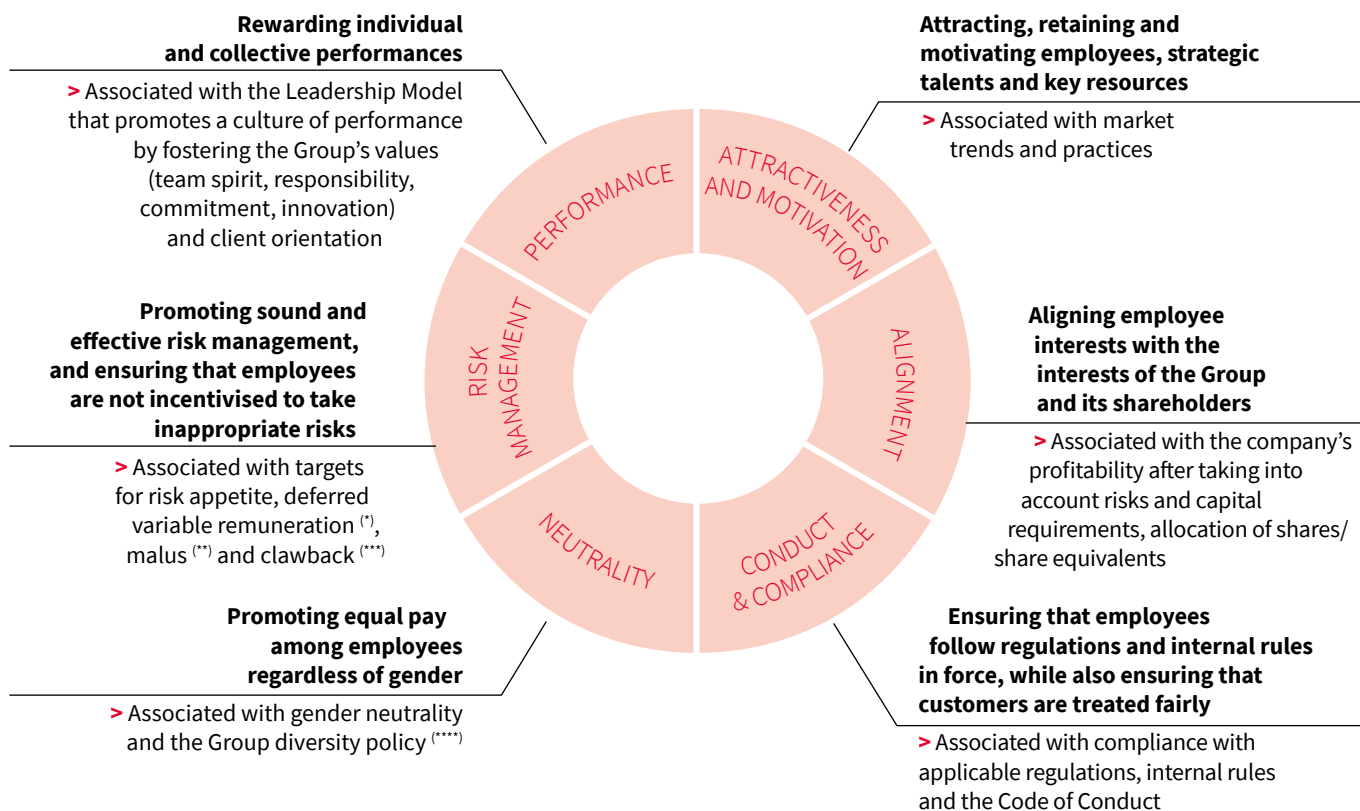 Rewarding individual
and collective performances
> Associated with the Leadership Model
that promotes a culture of performance
by fostering the Group’s values
(team spirit, responsibility,
commitment, innovation)
and client orientation
Attracting, retaining and
motivating employees, strategic
talents and key resources
> Associated with market
trends and practices
PERFORMANCE
ATTRACTIVENESS
AND MOTIVATION
Promoting sound and
effective risk management,
and ensuring that employees
are not incentivised to take
inappropriate risks
> Associated with targets
for risk appetite, deferred
variable remuneration (*),
malus (**) and clawback (***)
RISK
MANAGEMENT
ALIGNMENT
Aligning employee
interests with the
interests of the Group
and its shareholders
> Associated with the company’s
profitability after taking into
account risks and capital
requirements, allocation of shares/
share equivalents
NEUTRALITY
CONDUCT
& COMPLIANCE
Promoting equal pay
among employees
regardless of gender
> Associated with gender neutrality
and the Group diversity policy (****)
Ensuring that employees
follow regulations and internal rules
in force, while also ensuring that
customers are treated fairly
> Associated with compliance with
applicable regulations, internal rules
and the Code of Conduct